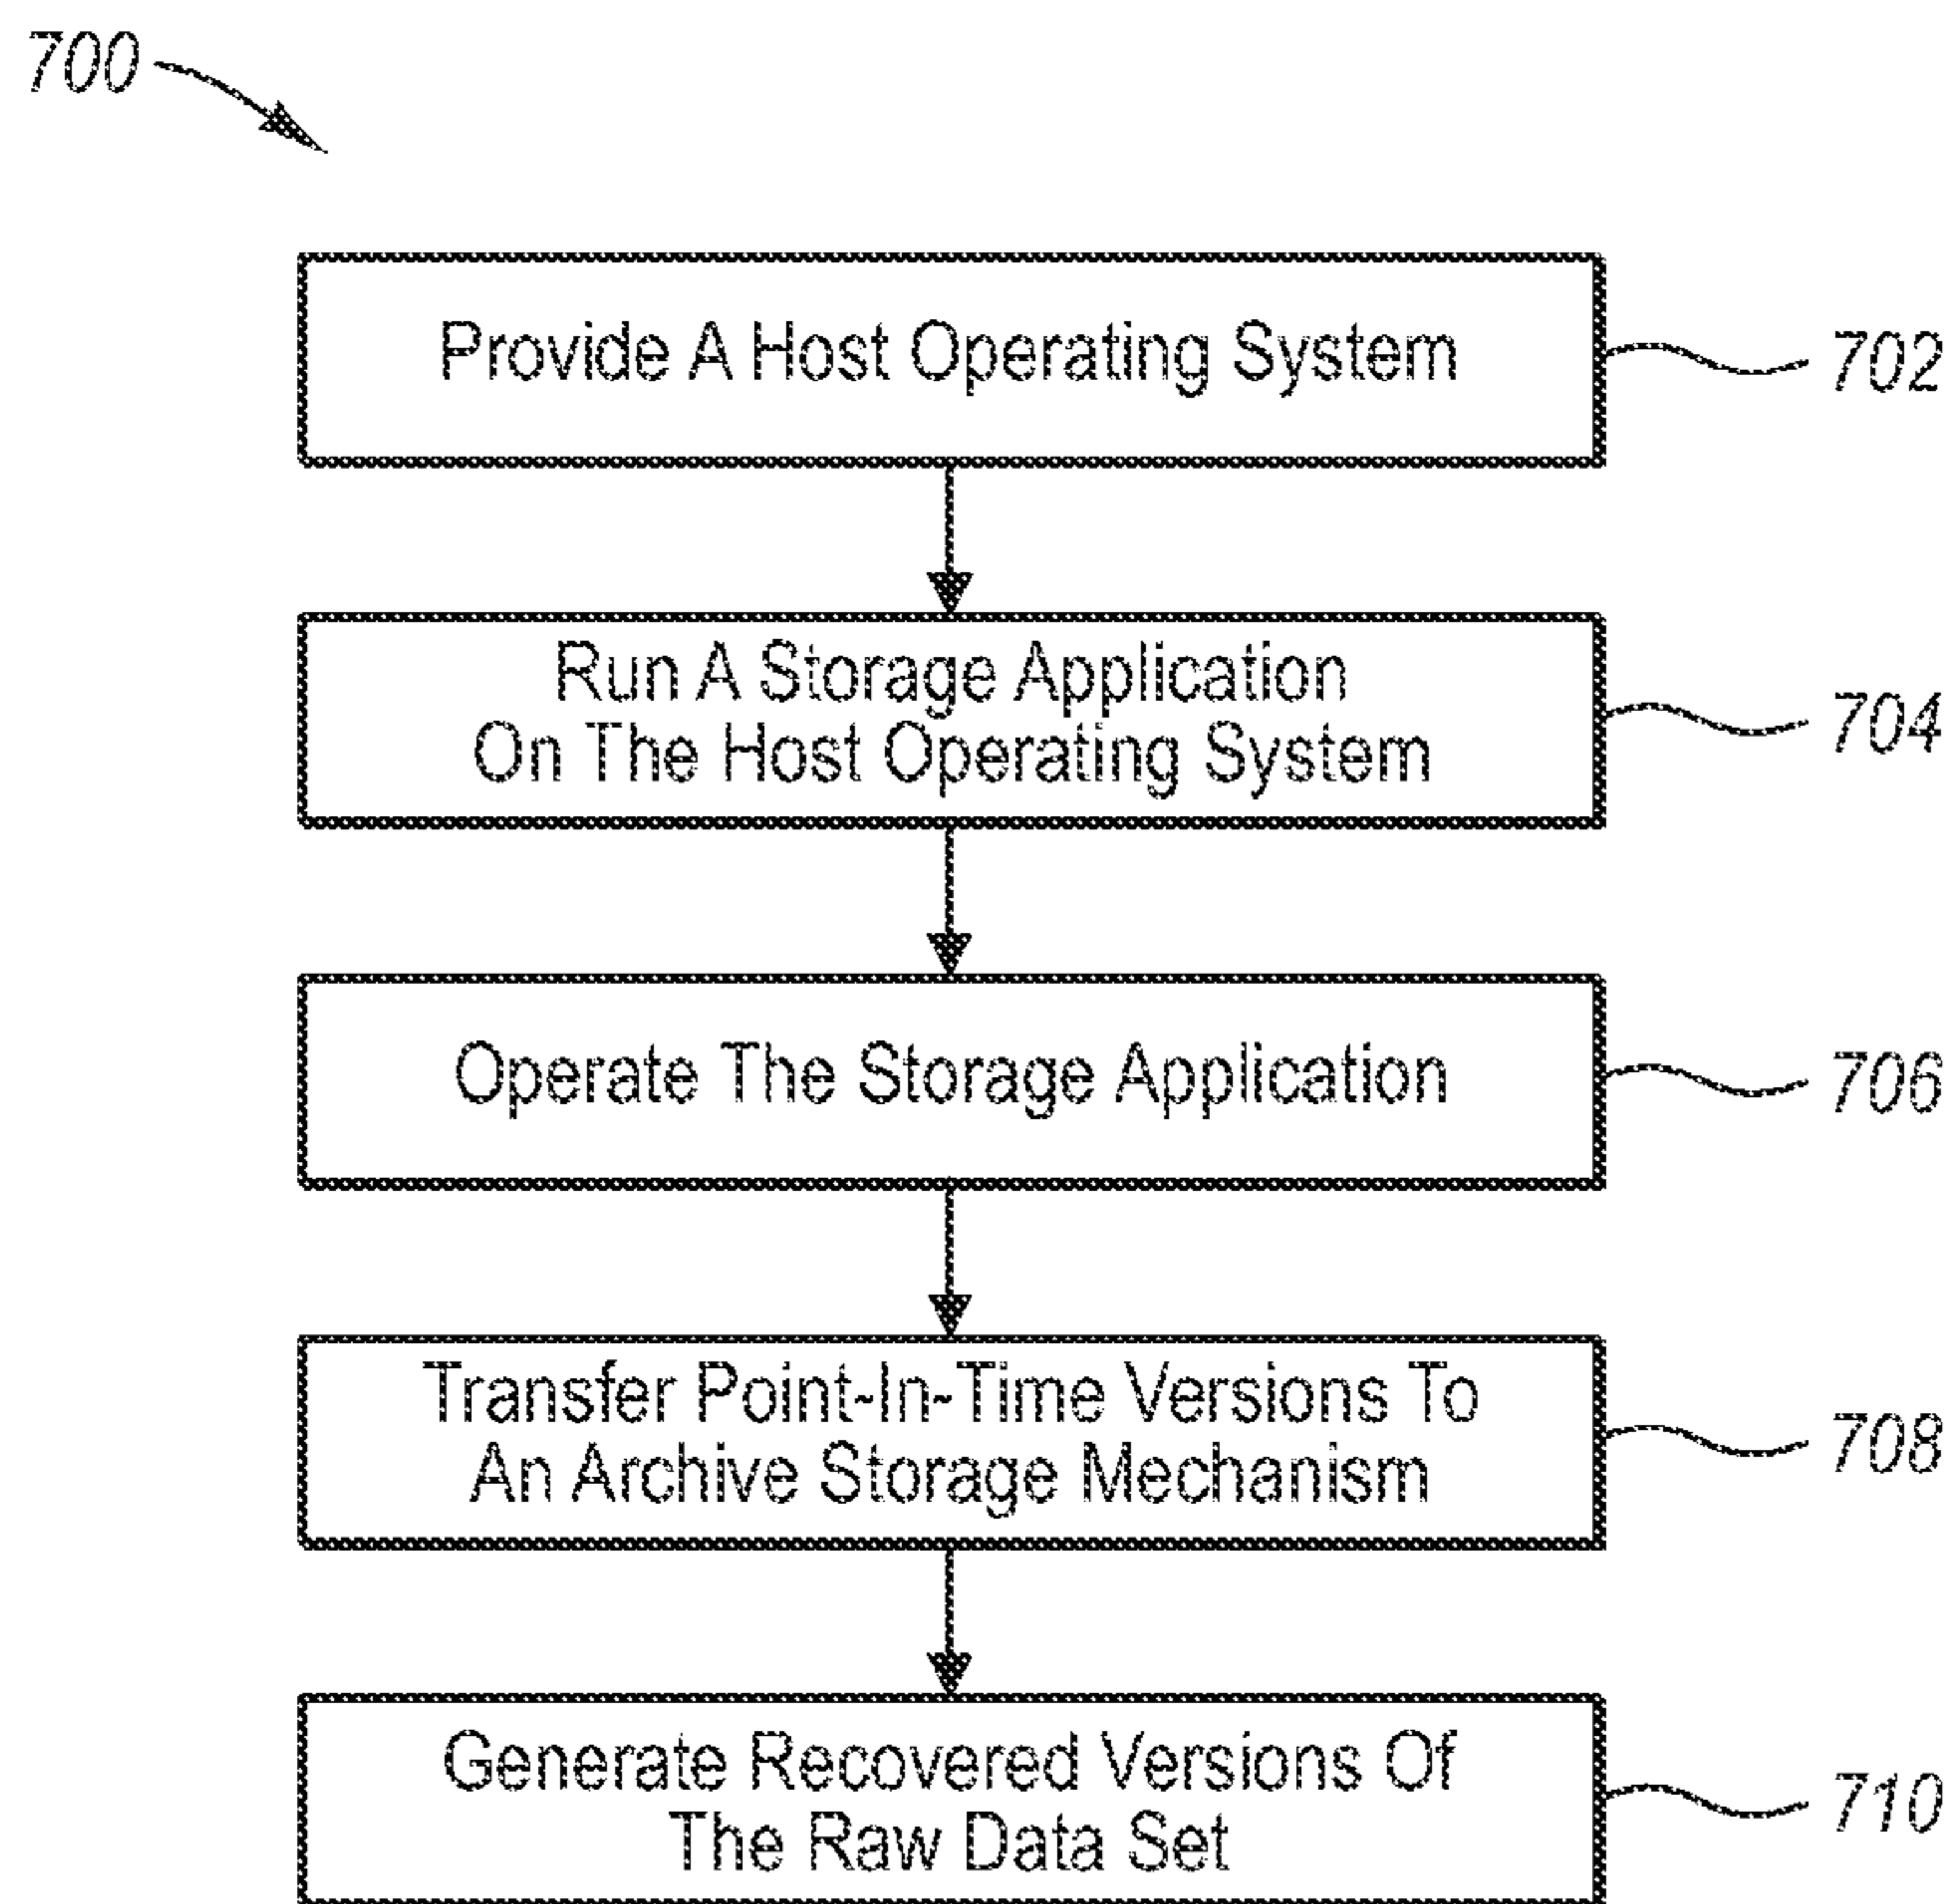 700
Provide A Host Operating System
702
Run A Storage Application
On The Host Operating System
704
Operate The Storage Application
706
Transfer Point-In-Time Versions To
An Archive Storage Mechanism
708
Generate Recovered Versions Of
The Raw Data Set
710